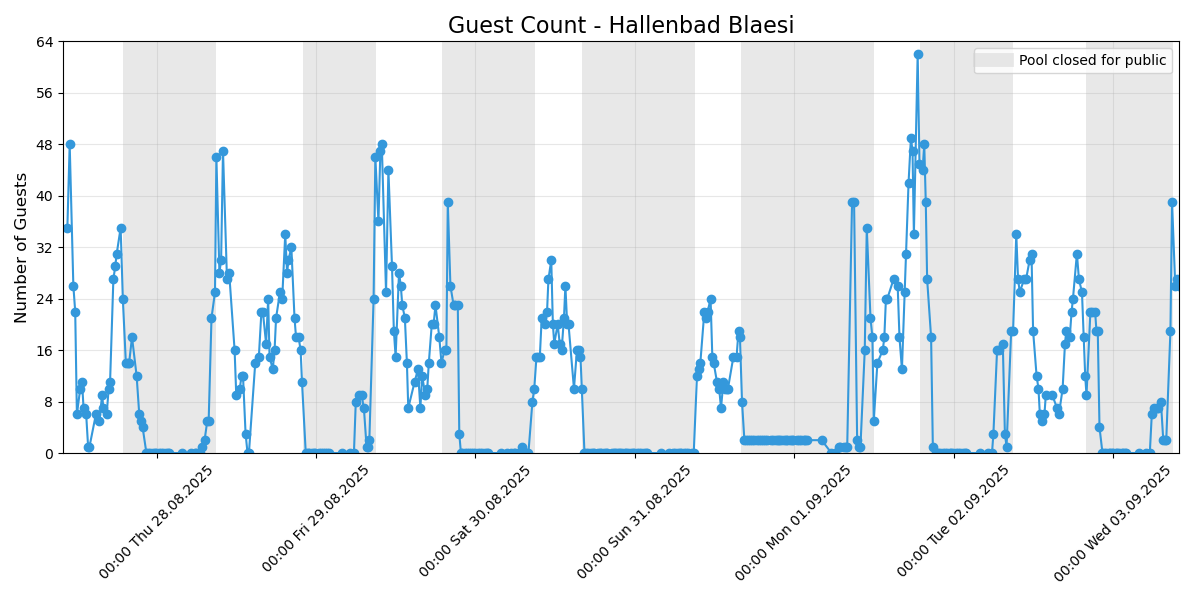 Guest Count - Hallenbad Blaesi
Pool closed for public
Number of Guests
64
56
48
40
32
24
16
8
0
00:00 Thu 28.08.2025
00:00 Fri 29.08.2025
00:00 Sat 30.08.2025
00:00 Sun 31.08.2025
00:00 Mon 01.09.2025
00:00 Tue 02.09.2025
00:00 Wed 03.09.2025